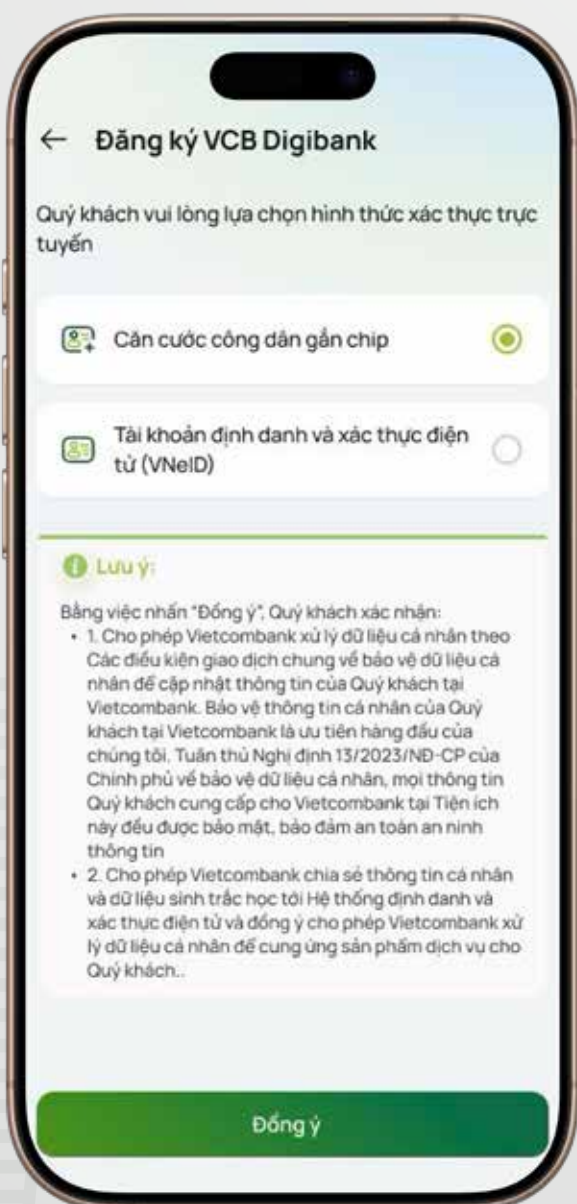 Đăng ký VCB Digibank
Quý khách vui lòng lựa chọn hình thức xác thực trực
tuyến
Căn cước công dân gắn chip
Tài khoản định danh và xác thực điện
tử (VNeID)
Lưu ý:
Bằng việc nhấn "Đồng ý", Quý khách xác nhận:
• 1. Cho phép Vietcombank xử lý dữ liệu cá nhân theo
Các điều kiện giao dịch chung về bảo vệ dữ liệu cá
nhân để cập nhật thông tin của Quý khách tại
Vietcombank. Bảo vệ thông tin cá nhân của Quý
khách tại Vietcombank là ưu tiên hàng đầu của
chúng tôi. Tuân thủ Nghị định 13/2023/NĐ-CP của
Chính phủ về bảo vệ dữ liệu cá nhân, mọi thông tin
Quý khách cung cấp cho Vietcombank tại Tiện ích
này đều được bảo mật, bảo đảm an toàn an ninh
thông tin
• 2. Cho phép Vietcombank chia sẻ thông tin cá nhân
và dữ liệu sinh trắc học tới Hệ thống định danh và
xác thực điện tử và đồng ý cho phép Vietcombank xử
lý dữ liệu cá nhân để cung ứng sản phẩm dịch vụ cho
Quý khách..
Đồng ý